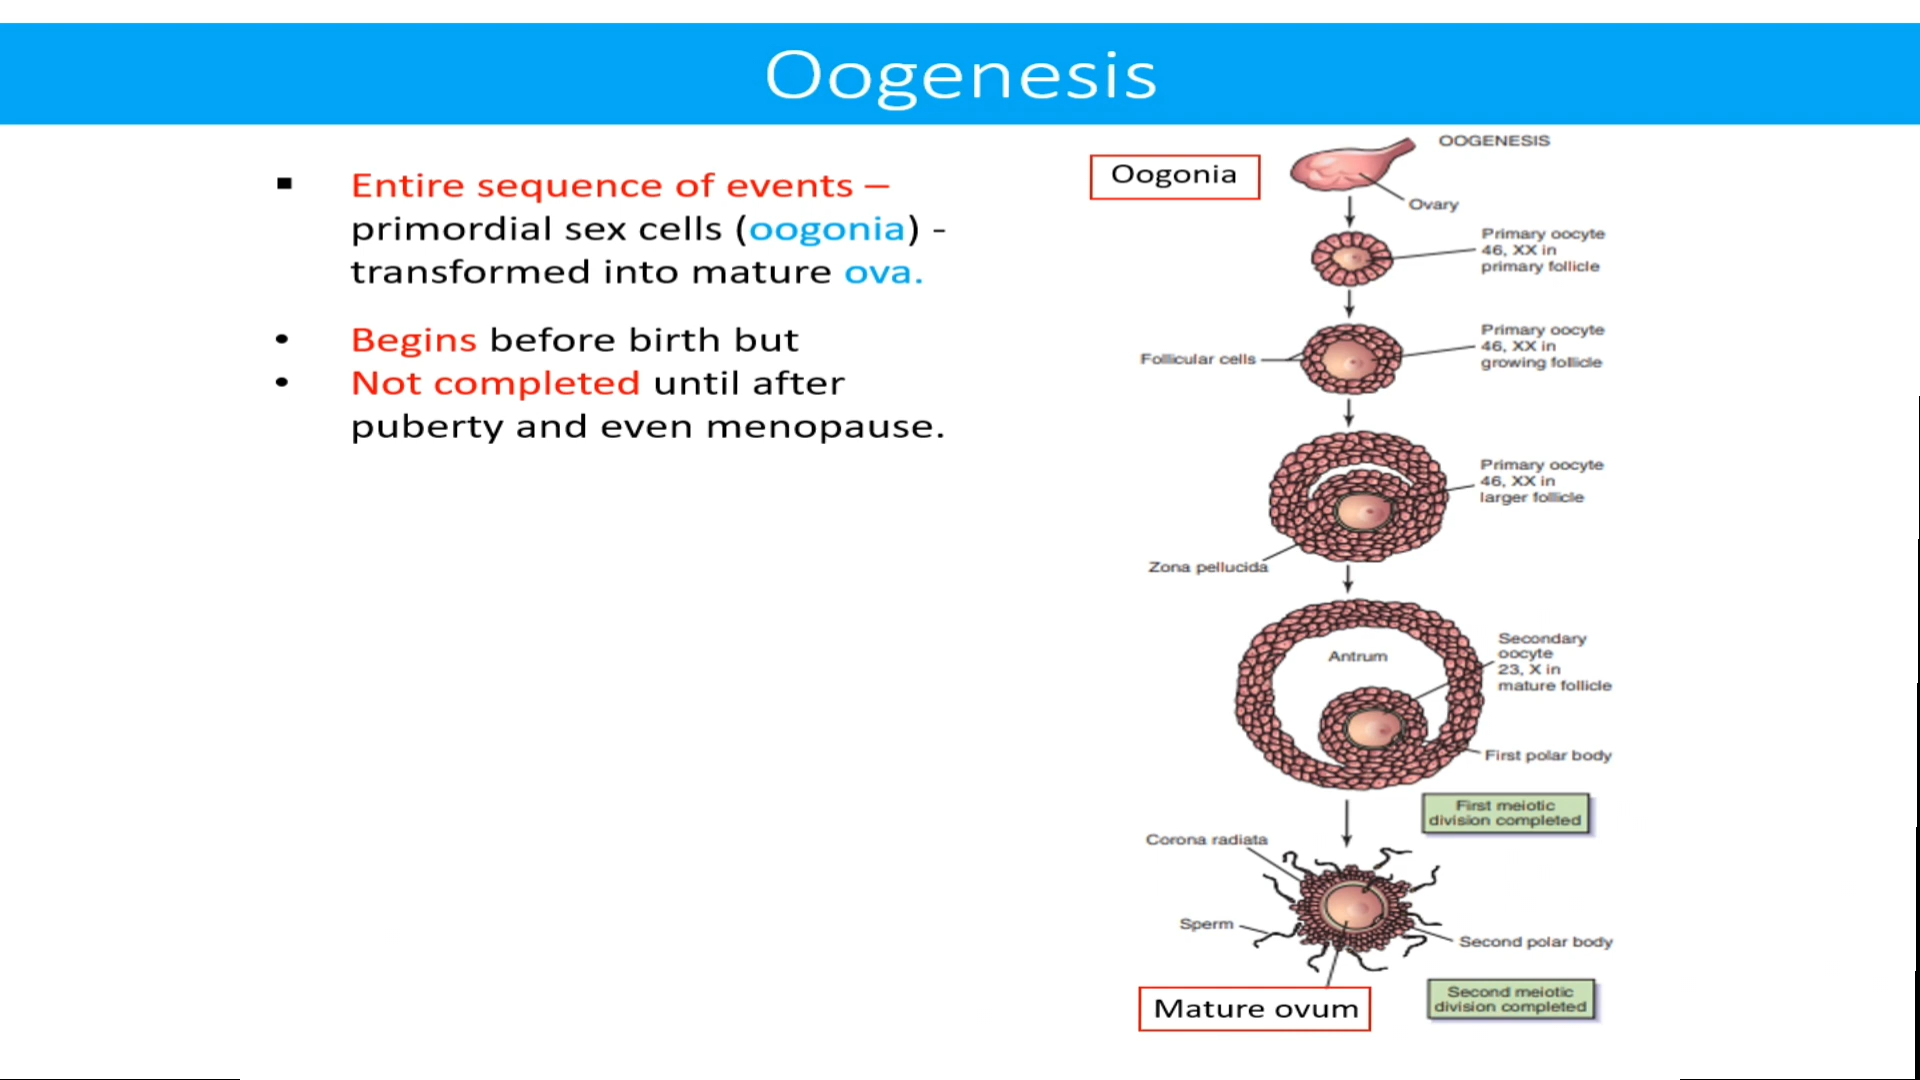 Oogenesis
▪ Entire sequence of events –
primordial sex cells (oogonia) -
transformed into mature ova.
• Begins before birth but
• Not completed until after
puberty and even menopause.
OOGENESIS
Oogonia
Ovary
Primary oocyte
46, XX in
primary follicle
Primary oocyte
46, XX in
growing follicle
Follicular cells
Primary oocyte
46, XX in
larger follicle
Zona pellucida
Secondary
oocyte
23, X in
mature follicle
Antrum
First polar body
First meiotic
division completed
Corona radiata
Sperm
Second polar body
Second meiotic
division completed
Mature ovum